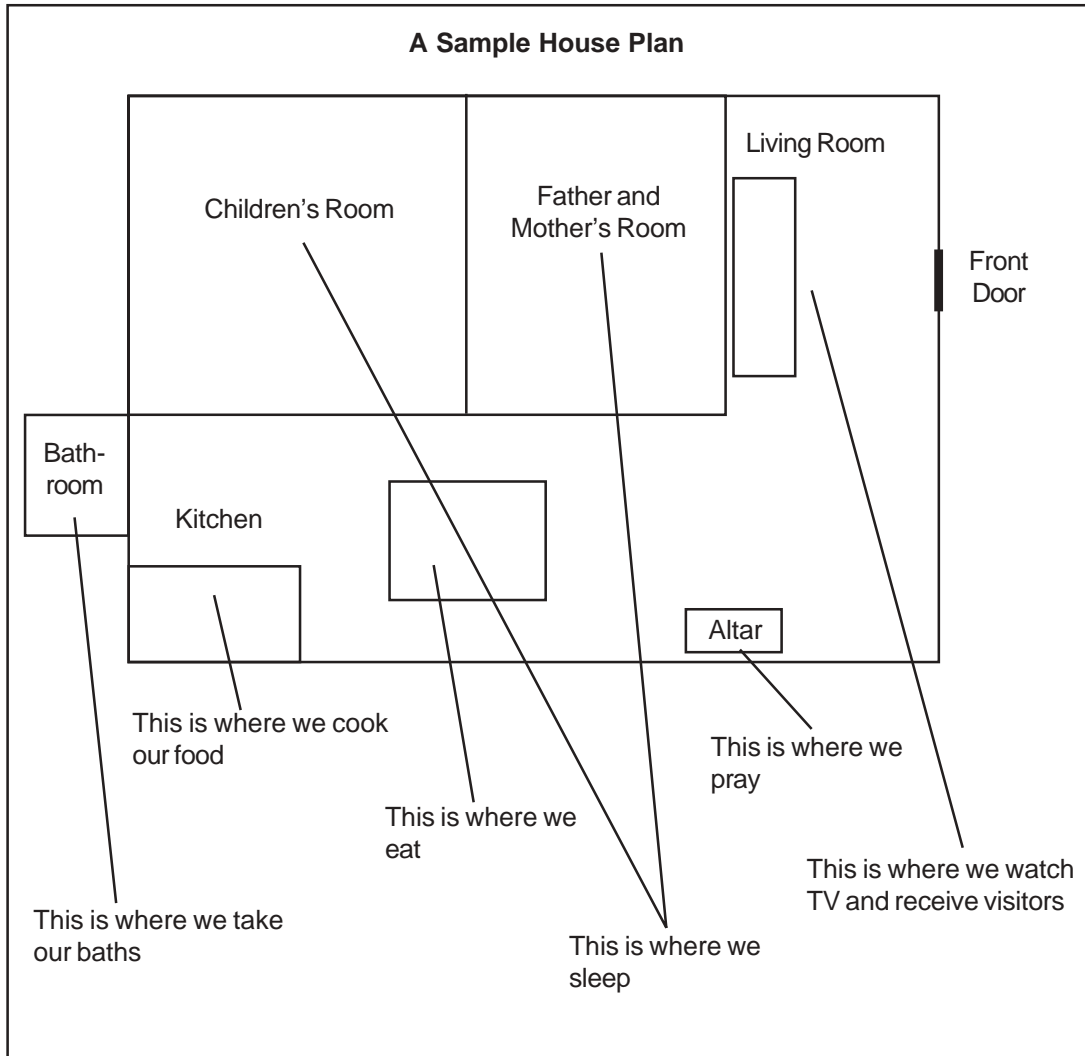 A Sample House Plan
Living Room
Children’s Room
Father and
Mother’s Room
Front
Door
Bath-
room
Kitchen
Altar
This is where we cook
our food
This is where we
pray
This is where we
eat
This is where we watch
TV and receive visitors
This is where we take
our baths
This is where we
sleep